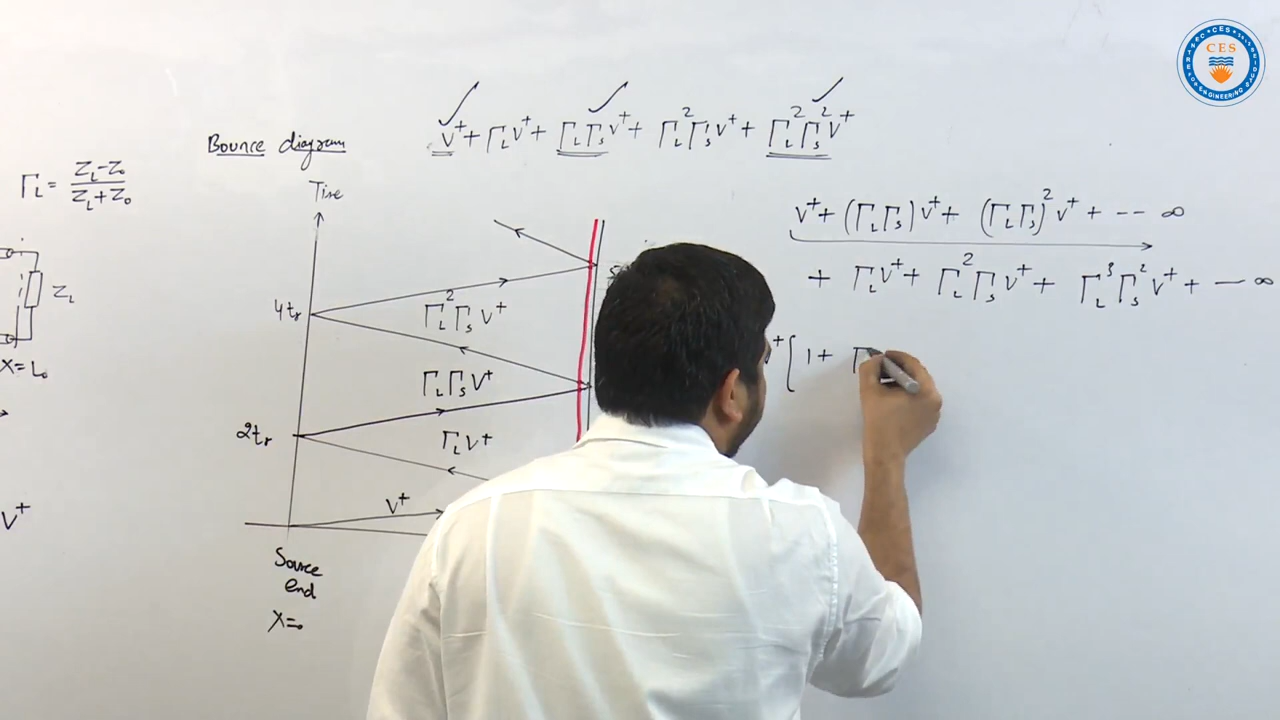 V⁺ + Γ_L V⁺ + Γ_L Γ_s V⁺ + Γ_L² Γ_s V⁺ + Γ_L² Γ_s² V⁺
Bounce diagram
Γ_L = (Z_L - Z_0) / (Z_L + Z_0)
Time
V⁺ + (Γ_L Γ_s) V⁺ + (Γ_L Γ_s)² V⁺ + -- ∞
+ Γ_L V⁺ + Γ_L² Γ_s V⁺ + Γ_L³ Γ_s² V⁺ + -- ∞
Z_L
4t_r
Γ_L² Γ_s V⁺
V⁺ [ 1 + Γ
X=L_0
Γ_L Γ_s V⁺
2t_r
Γ_L V⁺
V⁺
V⁺
Source
end
X=0
CES